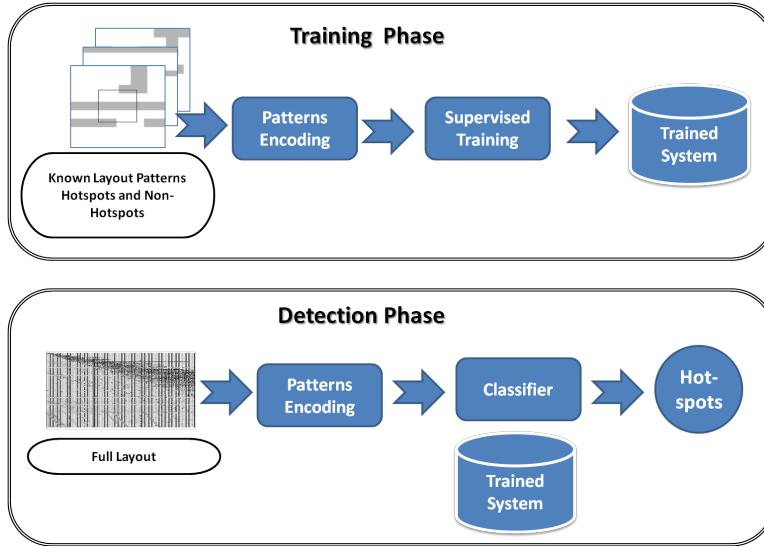 Training Phase
Patterns
Encoding
Supervised
Training
Trained
System
Known Layout Patterns
Hotspots and Non-
Hotspots
Detection Phase
Patterns
Encoding
Classifier
Hot-
spots
Full Layout
Trained
System